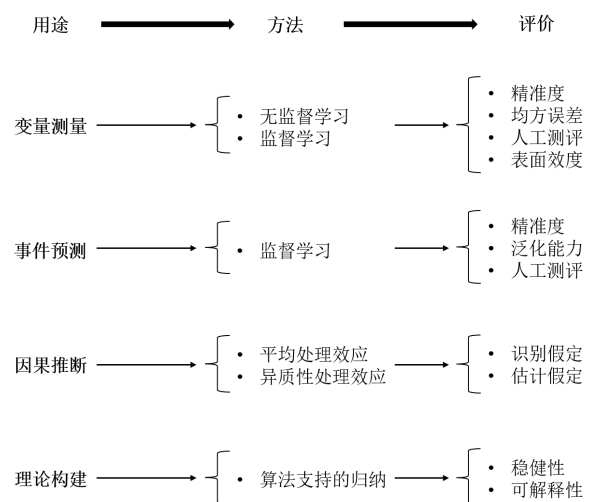 用途 方法 评价
变量测量
• 无监督学习
• 监督学习
• 精准度
• 均方误差
• 人工测评
• 表面效度
事件预测
• 监督学习
• 精准度
• 泛化能力
• 人工测评
因果推断
• 平均处理效应
• 异质性处理效应
• 识别假定
• 估计假定
理论构建
• 算法支持的归纳
• 稳健性
• 可解释性